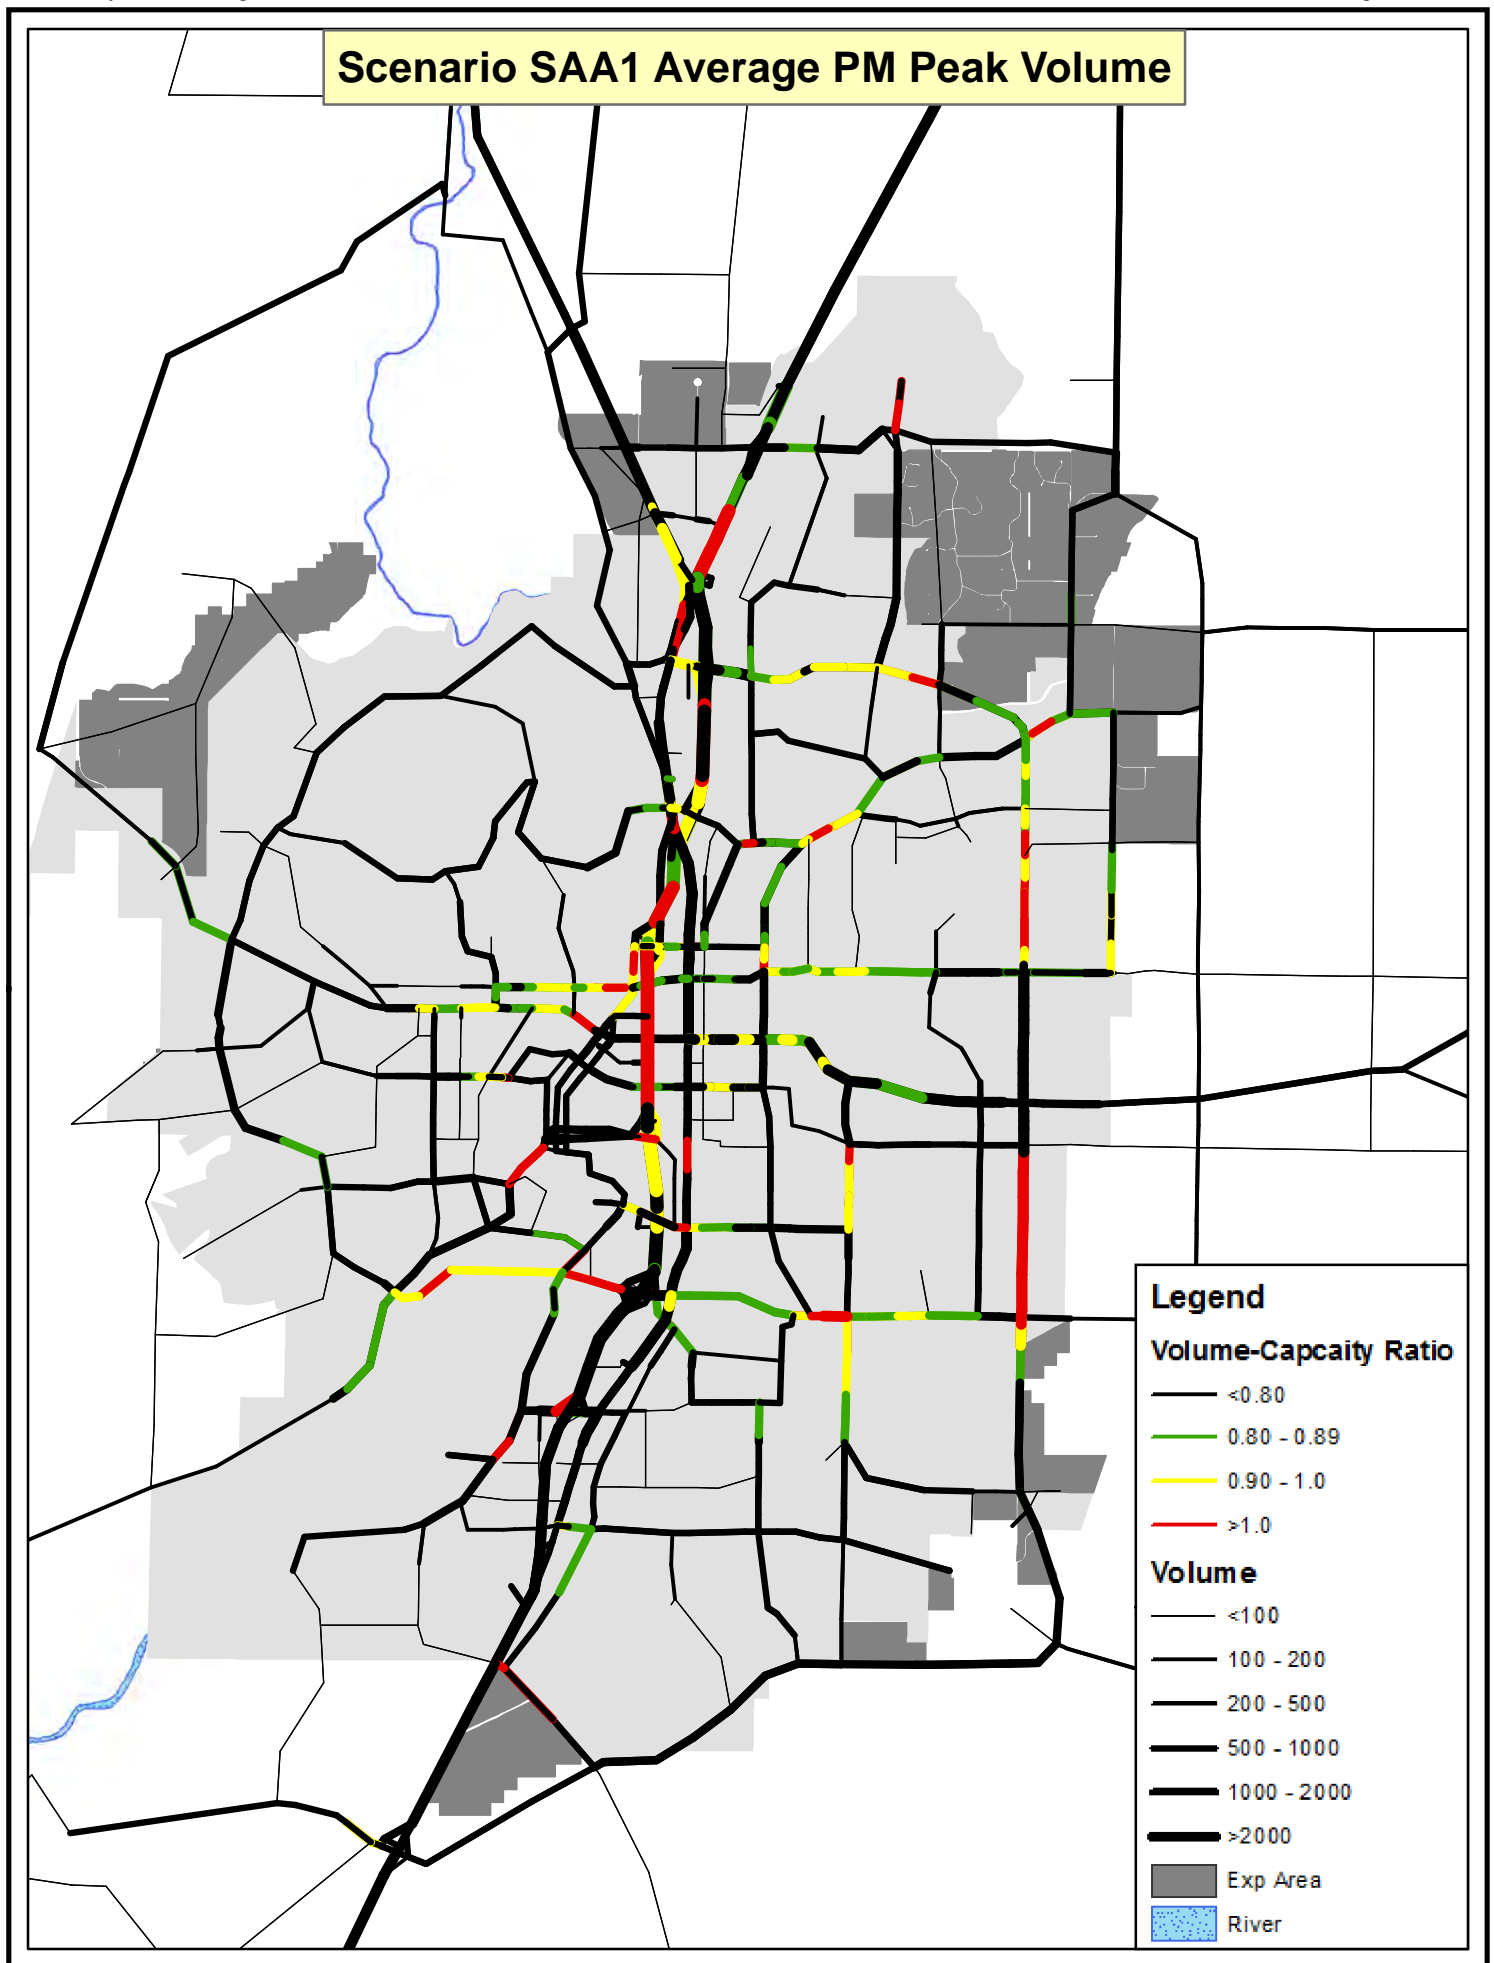 Scenario SAA1 Average PM Peak Volume
Legend
Volume-Capcaity Ratio
<0.80
0.80 - 0.89
0.90 - 1.0
>1.0
Volume
<100
100 - 200
200 - 500
500 - 1000
1000 - 2000
>2000
Exp Area
River